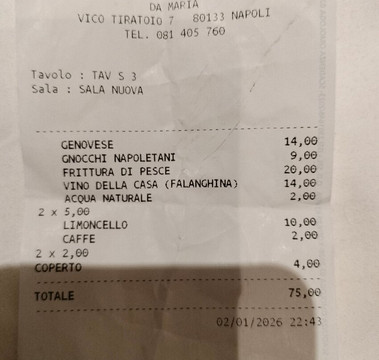 DA MARIA
VICO TIRATOIO 7 80133 NAPOLI
TEL. 081 405 760
Tavolo : TAV S 3
Sala : SALA NUOVA
GENOVESE 14,00
GNOCCHI NAPOLETANI 9,00
FRITTURA DI PESCE 20,00
VINO DELLA CASA (FALANGHINA) 14,00
ACQUA NATURALE 2,00
2 x 5,00
LIMONCELLO 10,00
CAFFE 2,00
2 x 2,00
COPERTO 4,00
TOTALE 75,00
02/01/2026 22:43